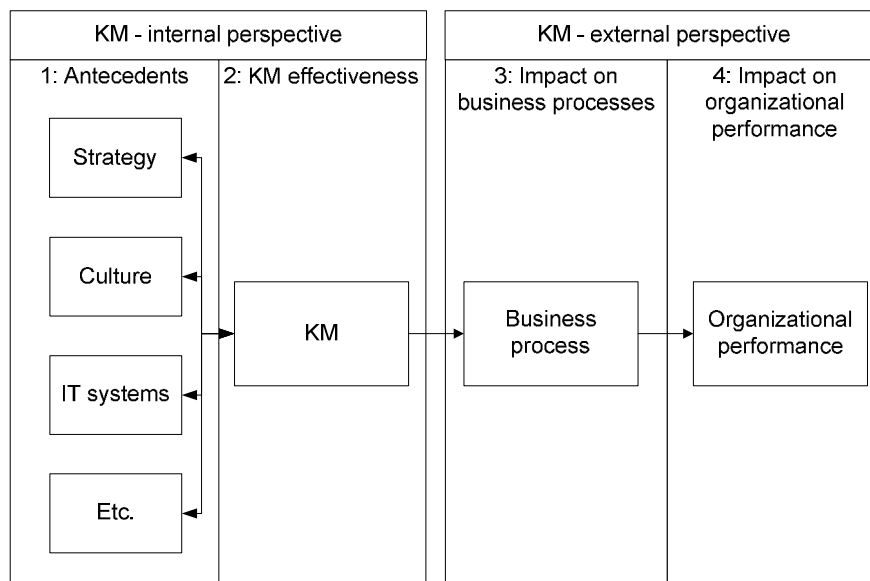 KM - internal perspective
KM – external perspective
1: Antecedents
2: KM effectiveness
3: Impact on
business processes
4: Impact on
organizational
performance
Strategy
Culture
IT systems
Etc.
KM
Business
process
Organizational
performance